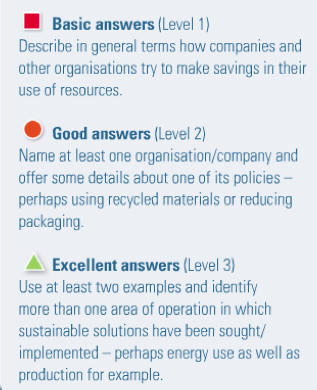 Basic answers (Level 1)
Describe in general terms how companies and
other organisations try to make savings in their
use of resources.
Good answers (Level 2)
Name at least one organisation/company and
offer some details about one of its policies –
perhaps using recycled materials or reducing
packaging.
Excellent answers (Level 3)
Use at least two examples and identify
more than one area of operation in which
sustainable solutions have been sought/
implemented – perhaps energy use as well as
production for example.